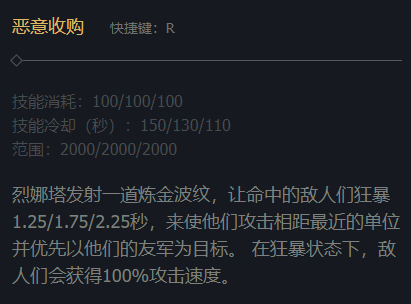 恶意收购 快捷键：R
技能消耗：100/100/100
技能冷却（秒）：150/130/110
范围：2000/2000/2000
烈娜塔发射一道炼金波纹，让命中的敌人们狂暴
1.25/1.75/2.25秒，来使他们攻击相距最近的单位
并优先以他们的友军为目标。 在狂暴状态下，敌
人们会获得100%攻击速度。